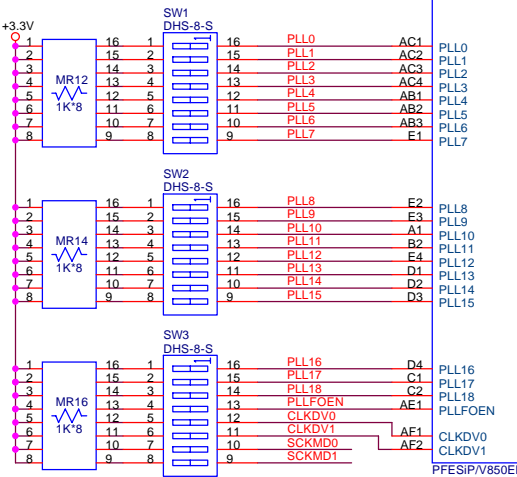 SW1
DHS-8-S
+3.3V
1 16 1 16 PLL0 AC1 PLL0
2 15 2 15 PLL1 AC2 PLL1
3 14 3 14 PLL2 AC3 PLL2
4 13 4 13 PLL3 AC4 PLL3
5 12 5 12 PLL4 AB1 PLL4
6 11 6 11 PLL5 AB2 PLL5
7 10 7 10 PLL6 AB3 PLL6
8 9 8 9 PLL7 E1 PLL7
MR12
1K*8
SW2
DHS-8-S
1 16 1 16 PLL8 E2 PLL8
2 15 2 15 PLL9 E3 PLL9
3 14 3 14 PLL10 A1 PLL10
4 13 4 13 PLL11 B2 PLL11
5 12 5 12 PLL12 E4 PLL12
6 11 6 11 PLL13 D1 PLL13
7 10 7 10 PLL14 D2 PLL14
8 9 8 9 PLL15 D3 PLL15
MR14
1K*8
SW3
DHS-8-S
1 16 1 16 PLL16 D4 PLL16
2 15 2 15 PLL17 C1 PLL17
3 14 3 14 PLL18 C2 PLL18
4 13 4 13 PLLFOEN AE1 PLLFOEN
5 12 5 12 CLKDV0 AF1 CLKDV0
6 11 6 11 CLKDV1 AF2 CLKDV1
7 10 7 10 SCKMD0
8 9 8 9 SCKMD1
MR16
1K*8